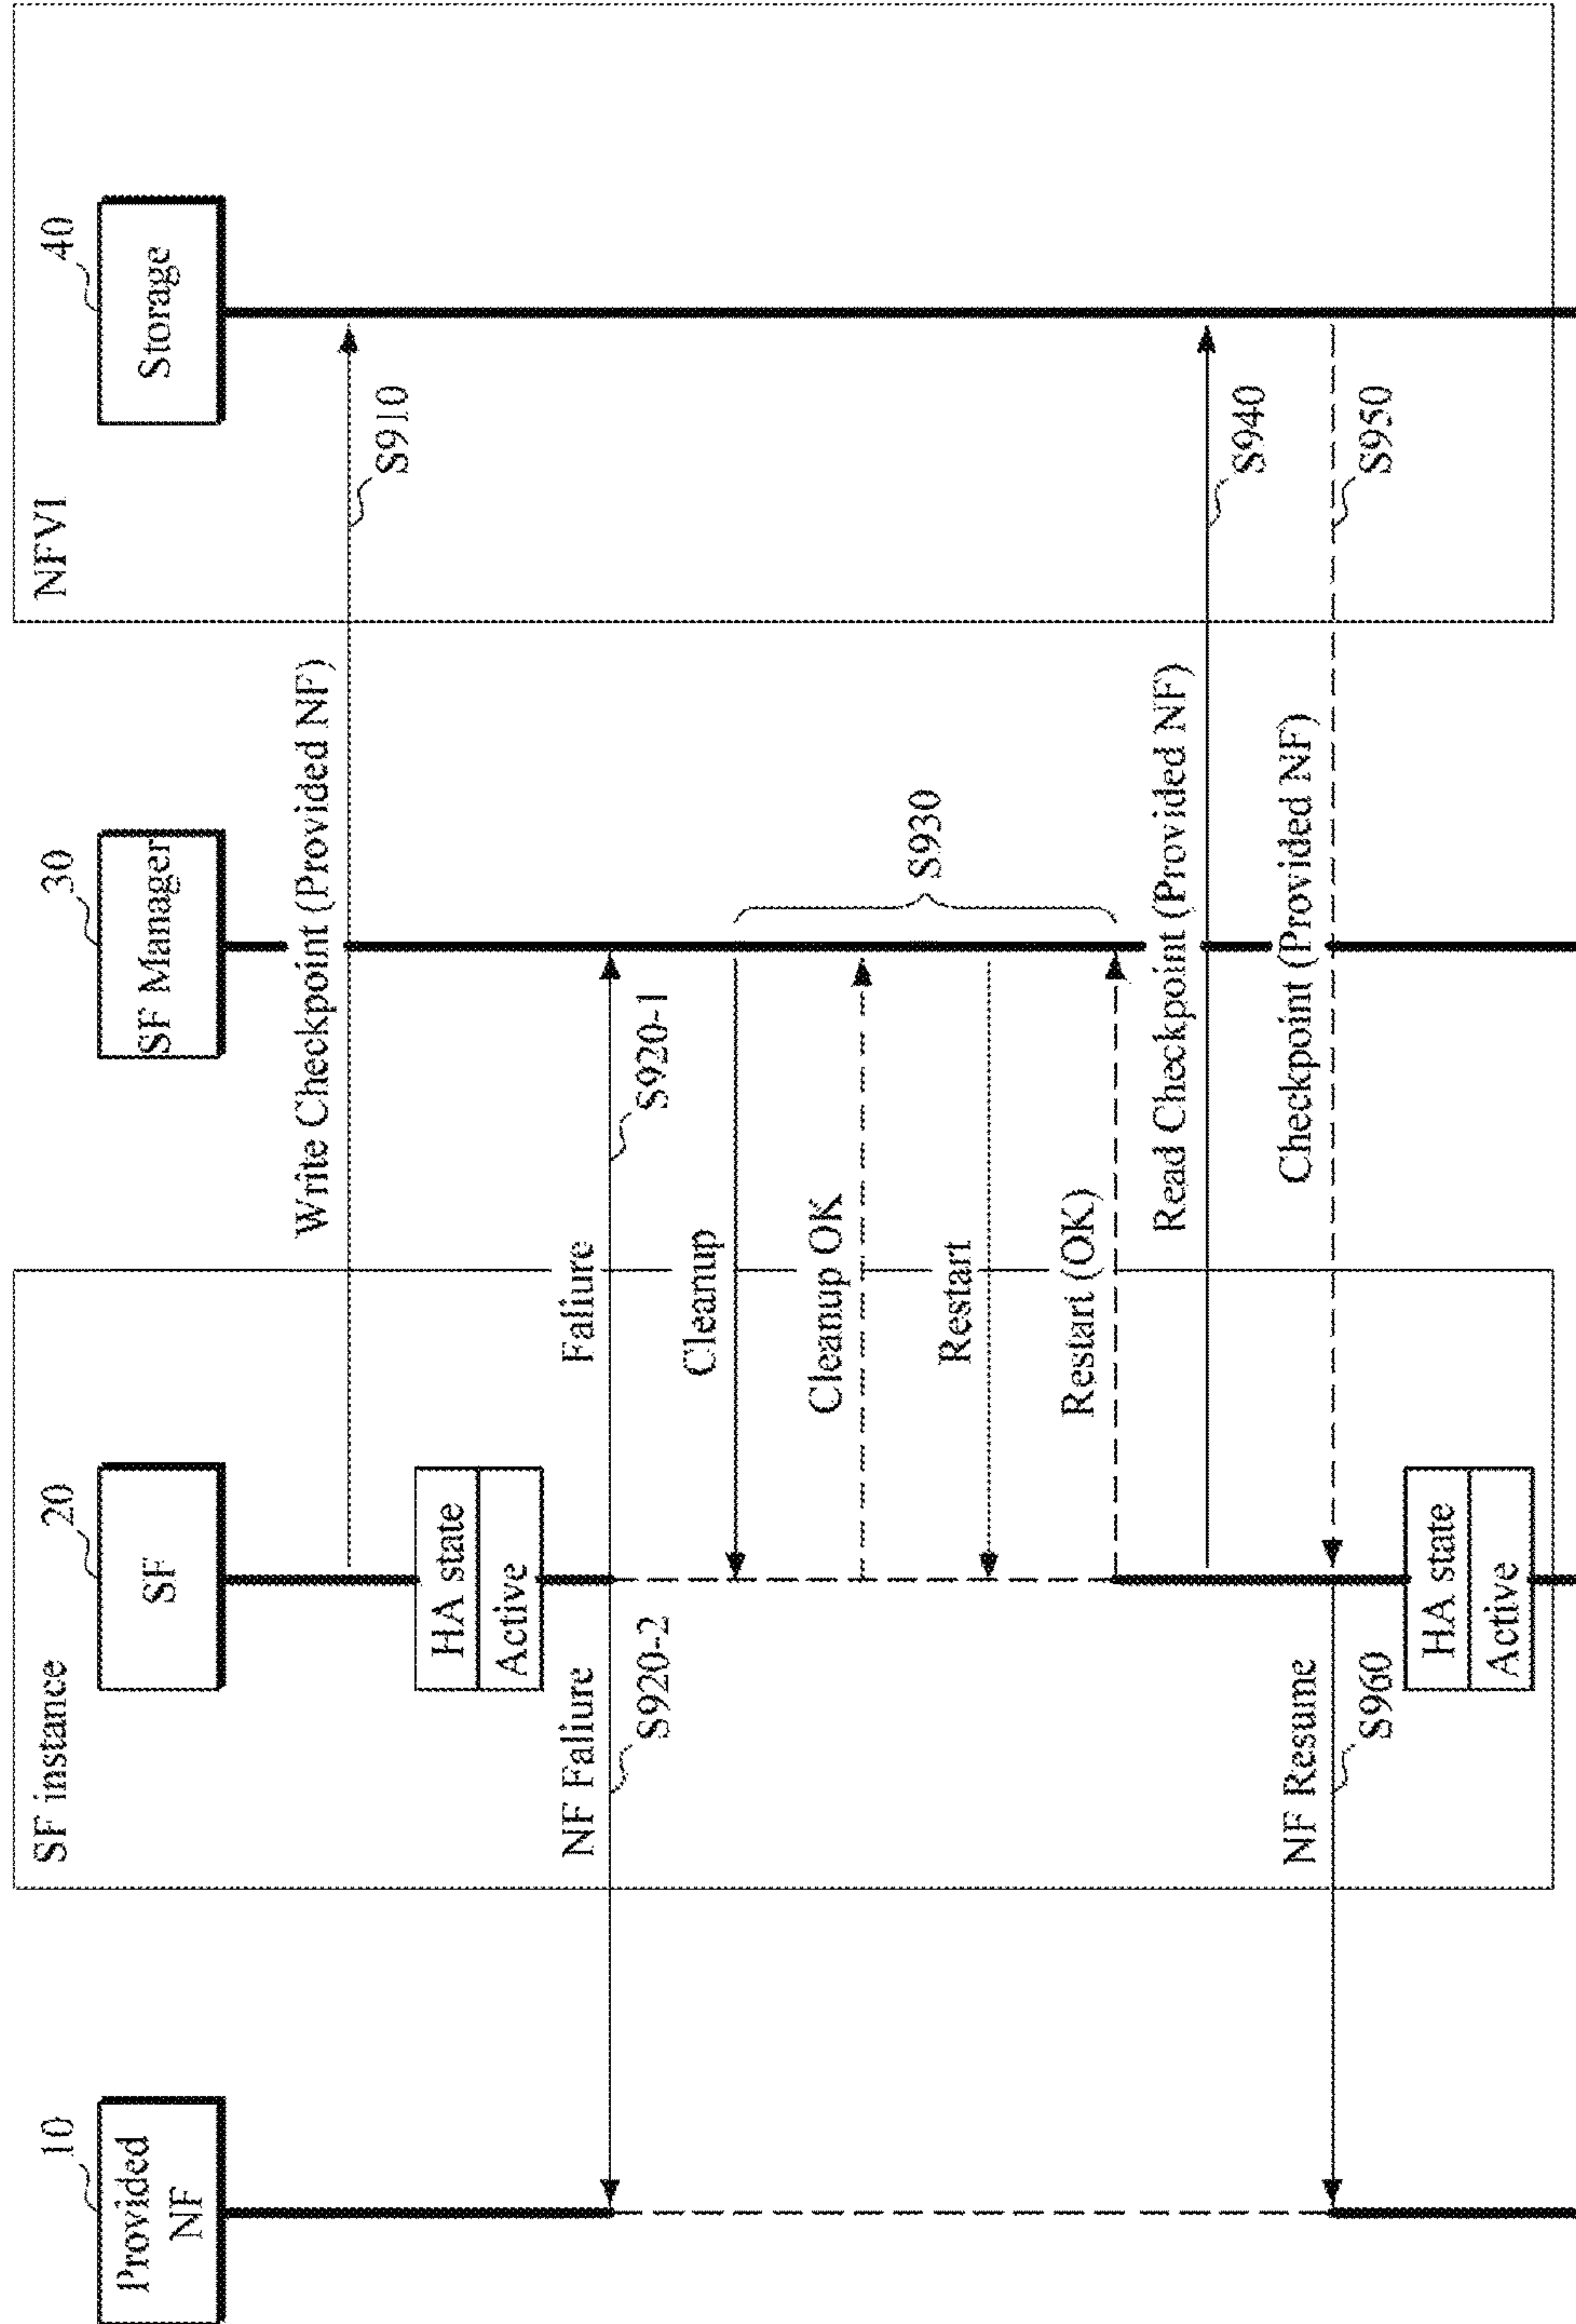 10
Provided
NF
SF instance
20
SF
30
SF Manager
NFVI
40
Storage
Write Checkpoint (Provided NF)
S910
HA state
Active
NF Faliure
S920-2
Faliure
S920-1
Cleanup
Cleanup OK
S930
Restart
Restart (OK)
Read Checkpoint (Provided NF)
S940
Checkpoint (Provided NF)
S950
NF Resume
S960
HA state
Active